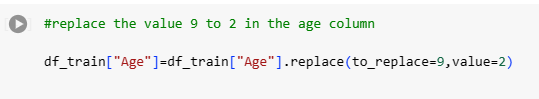 #replace the value 9 to 2 in the age column
df_train["Age"]=df_train["Age"].replace(to_replace=9,value=2)